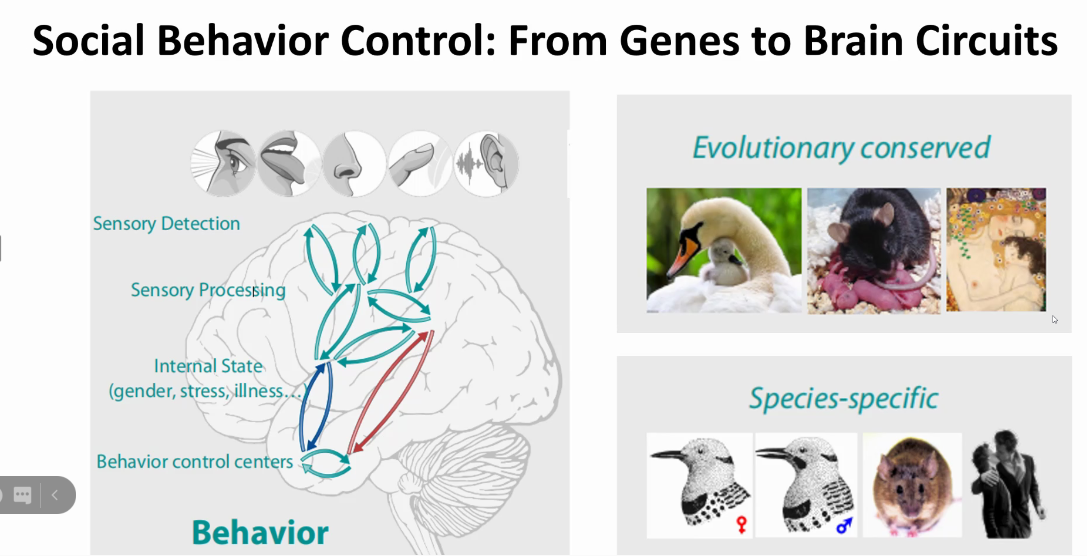 Social Behavior Control: From Genes to Brain Circuits
Sensory Detection
Sensory Processing
Internal State
(gender, stress, illness…)
Behavior control centers
Behavior
Evolutionary conserved
Species-specific
♀
♂